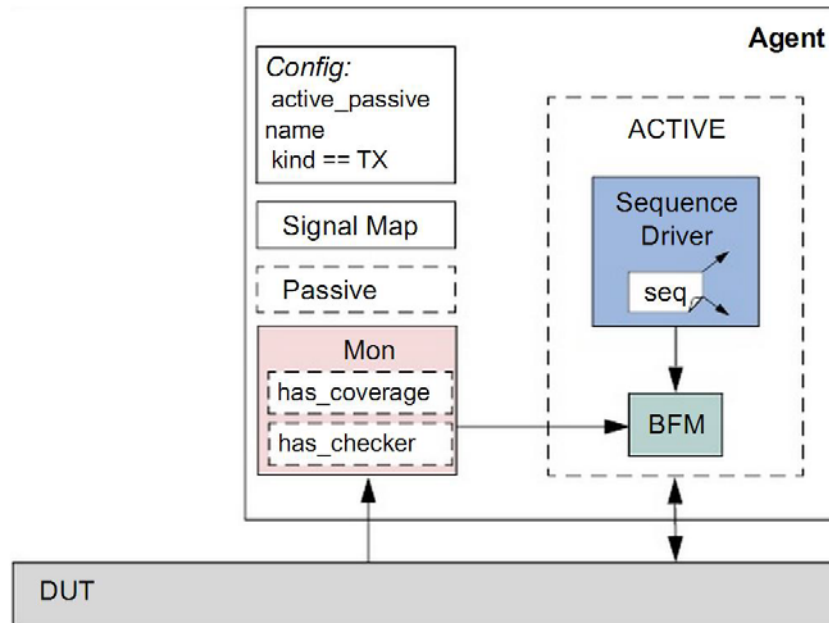 Agent
Config:
active_passive
name
kind == TX
Signal Map
Passive
Mon
has_coverage
has_checker
ACTIVE
Sequence
Driver
seq
BFM
DUT